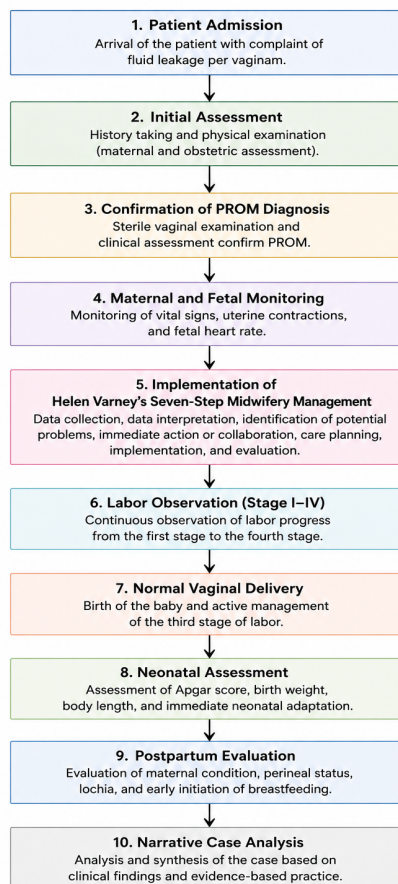 1. Patient Admission
Arrival of the patient with complaint of
fluid leakage per vaginam.
2. Initial Assessment
History taking and physical examination
(maternal and obstetric assessment).
3. Confirmation of PROM Diagnosis
Sterile vaginal examination and
clinical assessment confirm PROM.
4. Maternal and Fetal Monitoring
Monitoring of vital signs, uterine contractions,
and fetal heart rate.
5. Implementation of
Helen Varney's Seven-Step Midwifery Management
Data collection, data interpretation, identification of potential
problems, immediate action or collaboration, care planning,
implementation, and evaluation.
6. Labor Observation (Stage I–IV)
Continuous observation of labor progress
from the first stage to the fourth stage.
7. Normal Vaginal Delivery
Birth of the baby and active management
of the third stage of labor.
8. Neonatal Assessment
Assessment of Apgar score, birth weight,
body length, and immediate neonatal adaptation.
9. Postpartum Evaluation
Evaluation of maternal condition, perineal status,
lochia, and early initiation of breastfeeding.
10. Narrative Case Analysis
Analysis and synthesis of the case based on
clinical findings and evidence-based practice.